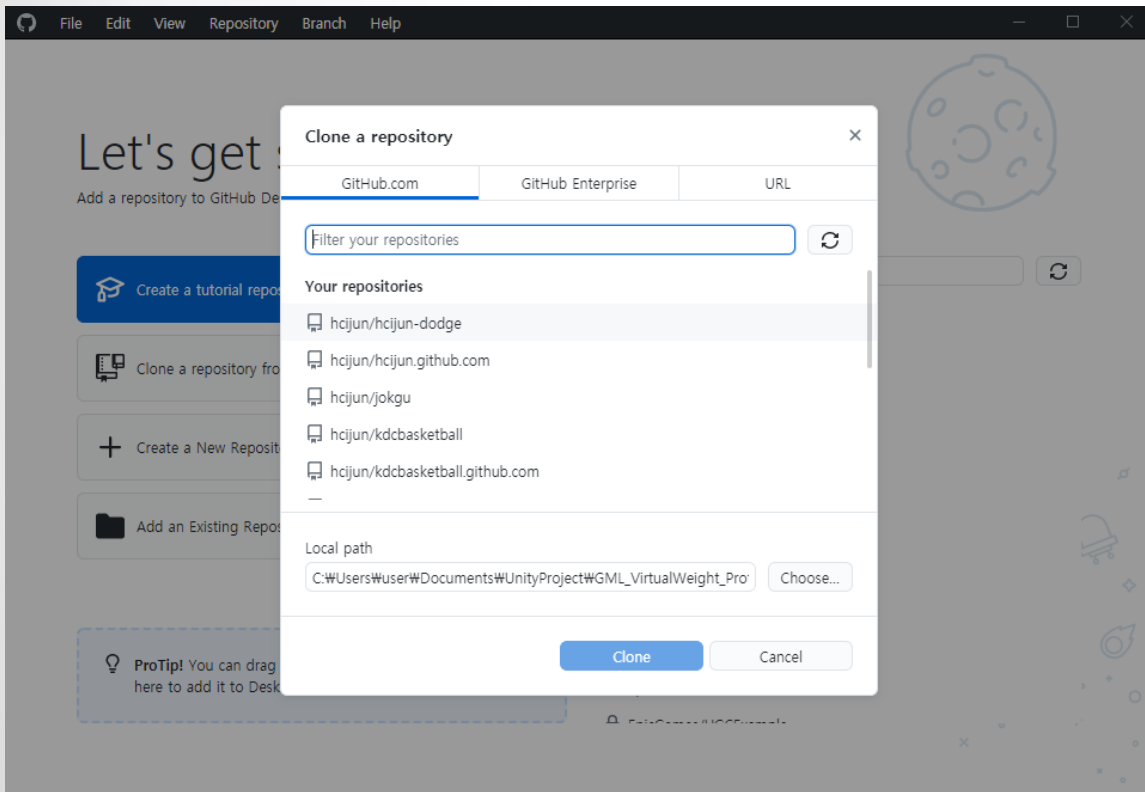 File Edit View Repository Branch Help
Let's get
Add a repository to GitHub De
Create a tutorial repo
Clone a repository fro
Create a New Reposit
Add an Existing Repos
ProTip! You can drag
here to add it to Desk
Clone a repository
GitHub.com GitHub Enterprise URL
Filter your repositories
Your repositories
hcijun/hcijun-dodge
hcijun/hcijun.github.com
hcijun/jokgu
hcijun/kdcbasketball
hcijun/kdcbasketball.github.com
Local path
C:₩Users₩user₩Documents₩UnityProject₩GML_VirtualWeight_Pro Choose...
Clone Cancel